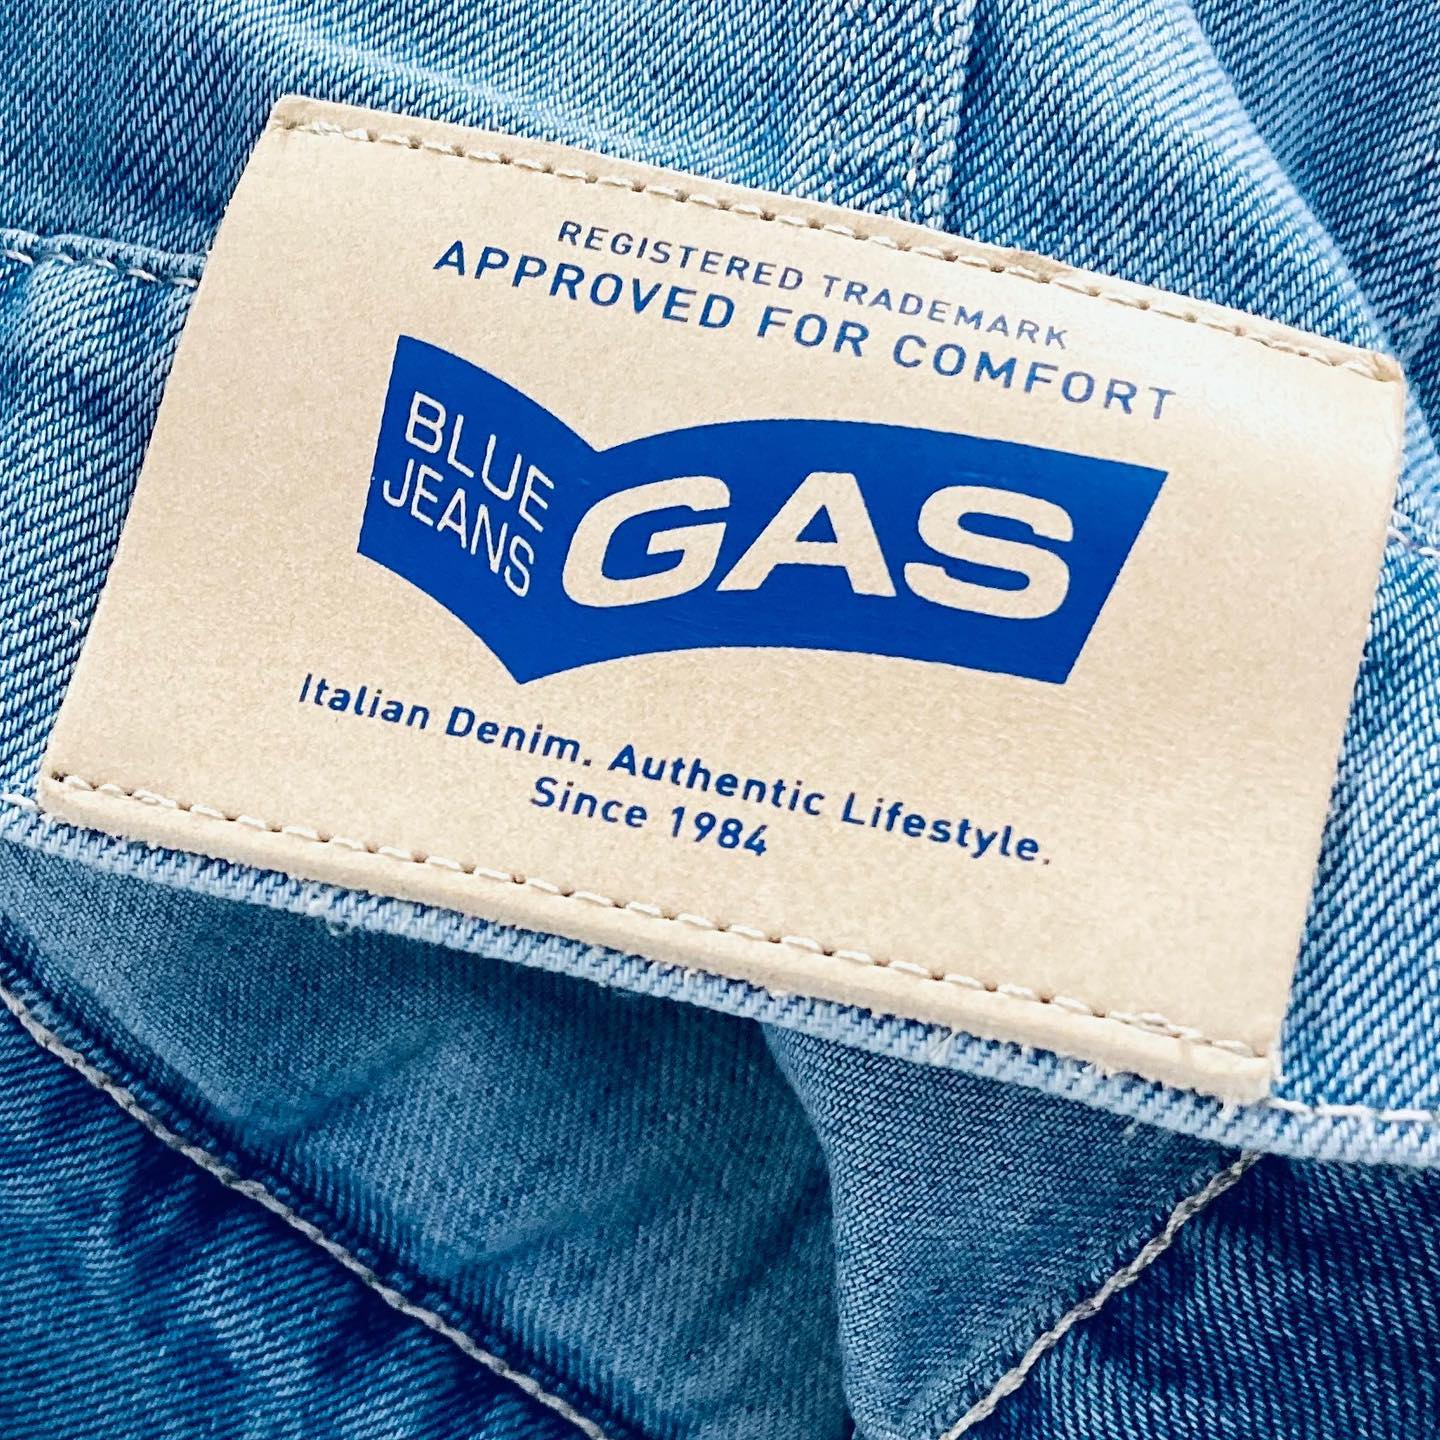 REGISTERED TRADEMARK
APPROVED FOR COMFORT
BLUE
JEANS
GAS
Italian Denim. Authentic Lifestyle.
Since 1984